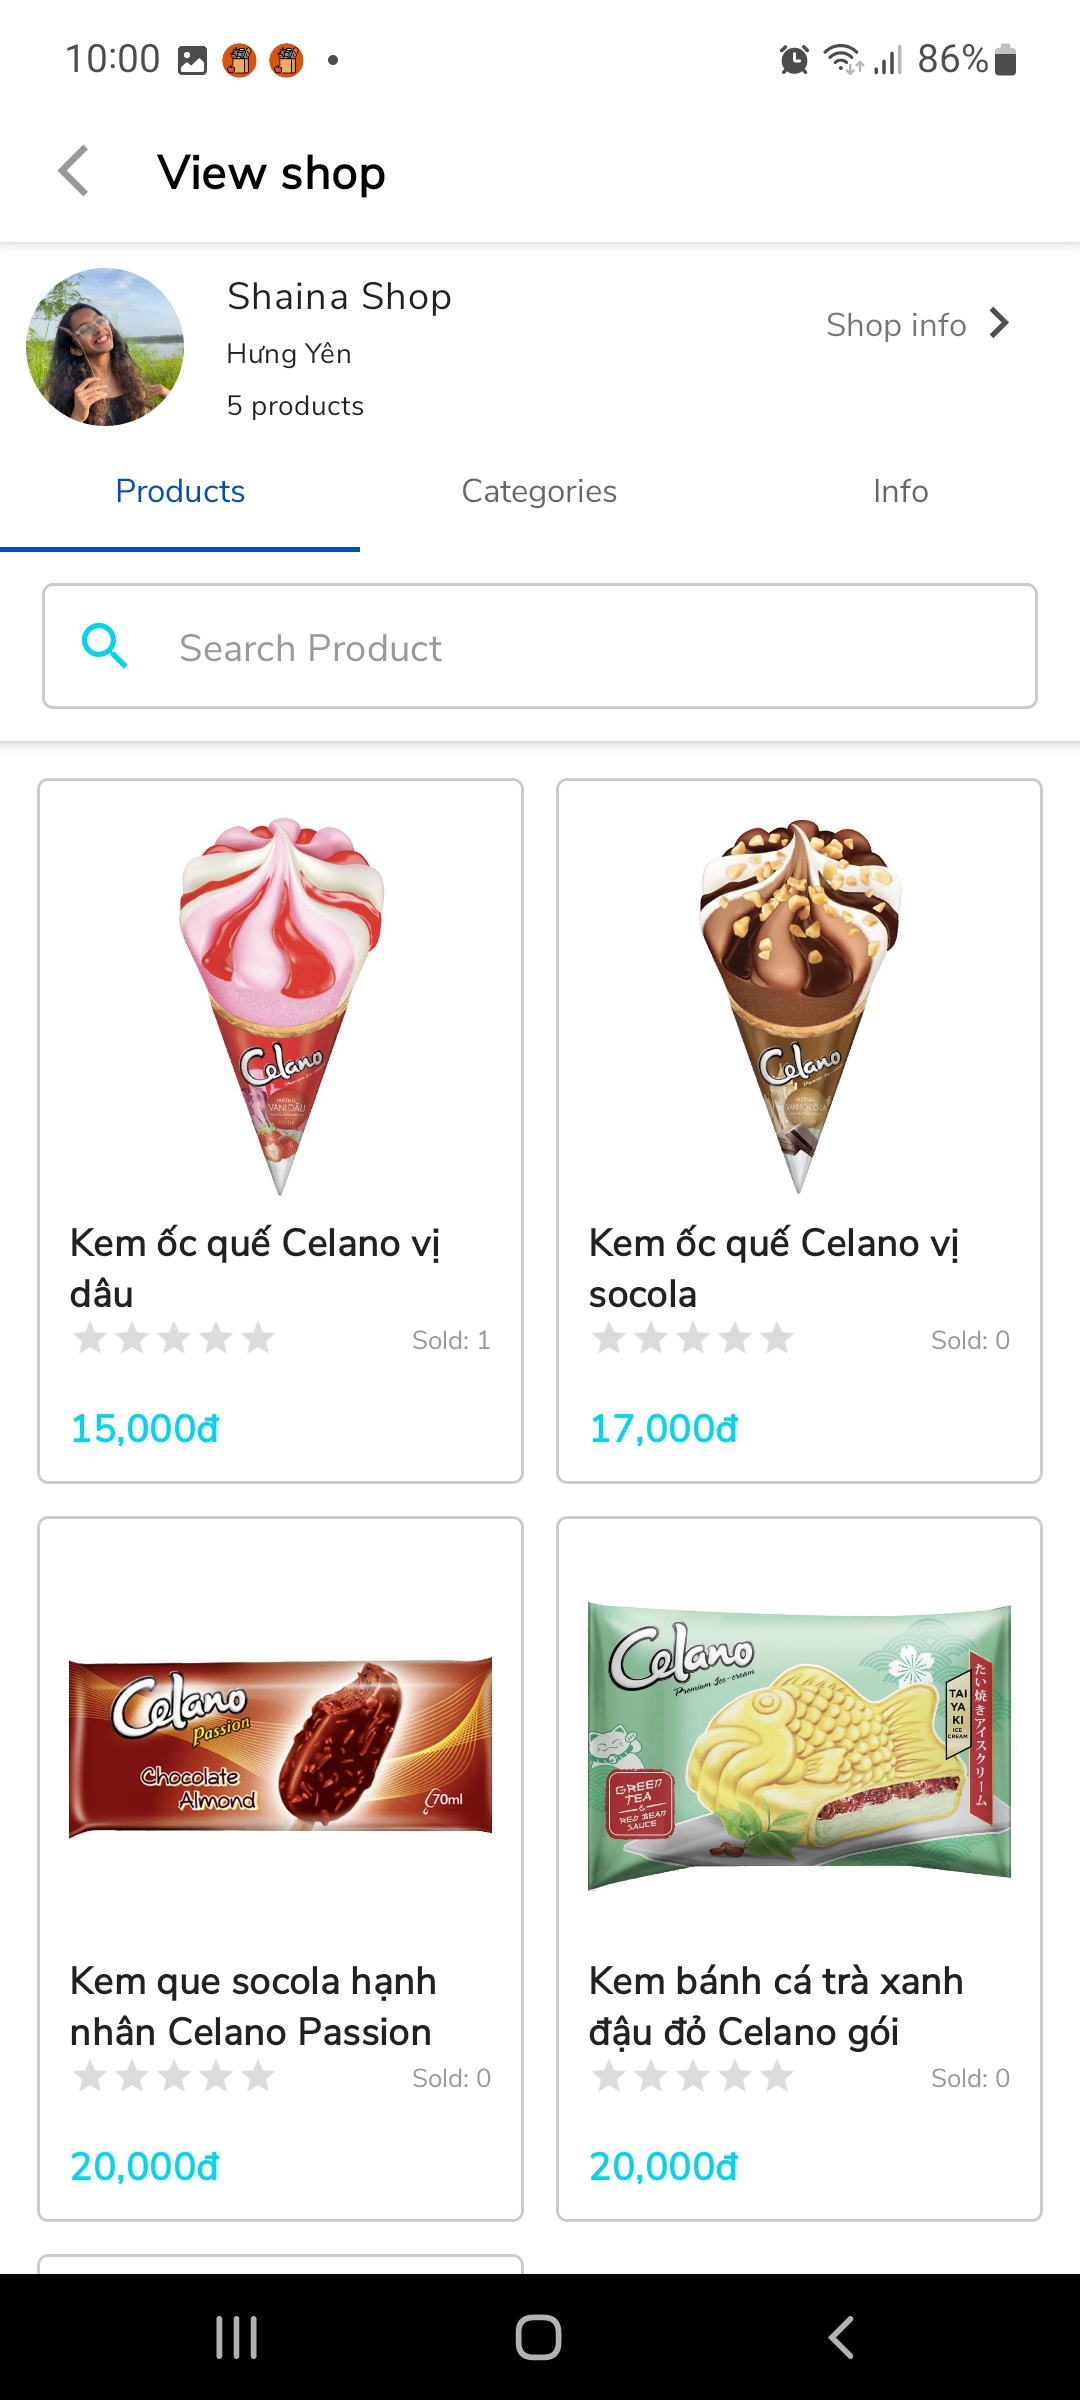 10:00
86%
View shop
Shaina Shop
Hưng Yên
5 products
Shop info
Products
Categories
Info
Search Product
Celano
HƯƠNG
VANI DÂU
Celano
HƯƠNG
Kem ốc quế Celano vị
dâu
Sold: 1
15,000đ
Kem ốc quế Celano vị
socola
Sold: 0
17,000đ
Celano
Passion
Chocolate
Almond
70ml
Celano
Premium Ice-cream
TAI
YA
KI
ICE
CREAM
たい焼きアイスクリーム
GREEN
TEA
&
RED BEAN
SAUCE
Kem que socola hạnh
nhân Celano Passion
Sold: 0
20,000đ
Kem bánh cá trà xanh
đậu đỏ Celano gói
Sold: 0
20,000đ